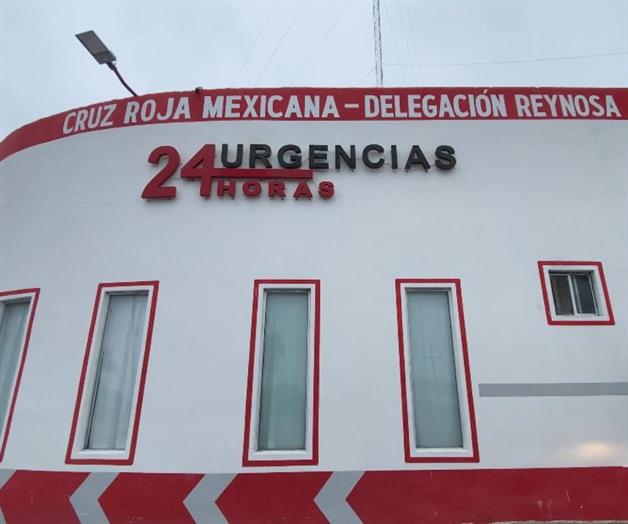 CRUZ ROJA MEXICANA - DELEGACIÓN REYNOSA
24 URGENCIAS
HORAS